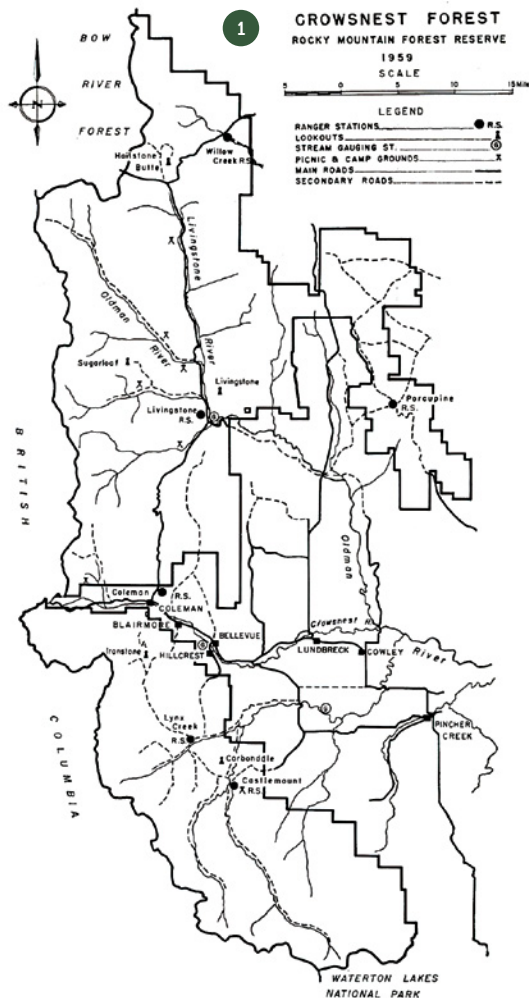 1
CROWSNEST FOREST
ROCKY MOUNTAIN FOREST RESERVE
1959
SCALE
5 0 5 10 15 Miles
LEGEND
RANGER STATIONS R.S.
LOOKOUTS
STREAM GAUGING ST. G
PICNIC & CAMP GROUNDS X
MAIN ROADS
SECONDARY ROADS
BOW
RIVER
FOREST
N
Hailstone
Butte
Willow
Creek R.S.
Livingstone
River
Oldman
River
Sugarloaf
Livingstone
Livingstone
R.S.
G
Porcupine
R.S.
BRITISH
Oldman
Coleman R.S.
COLEMAN
BLAIRMORE
BELLEVUE
Crowsnest R.
Ironstone
HILLCREST
G
LUNDBRECK
COWLEY
River
COLUMBIA
Lynx
Creek
R.S.
G
PINCHER
CREEK
Carbondale
Castlemount
R.S.
WATERTON LAKES
NATIONAL PARK